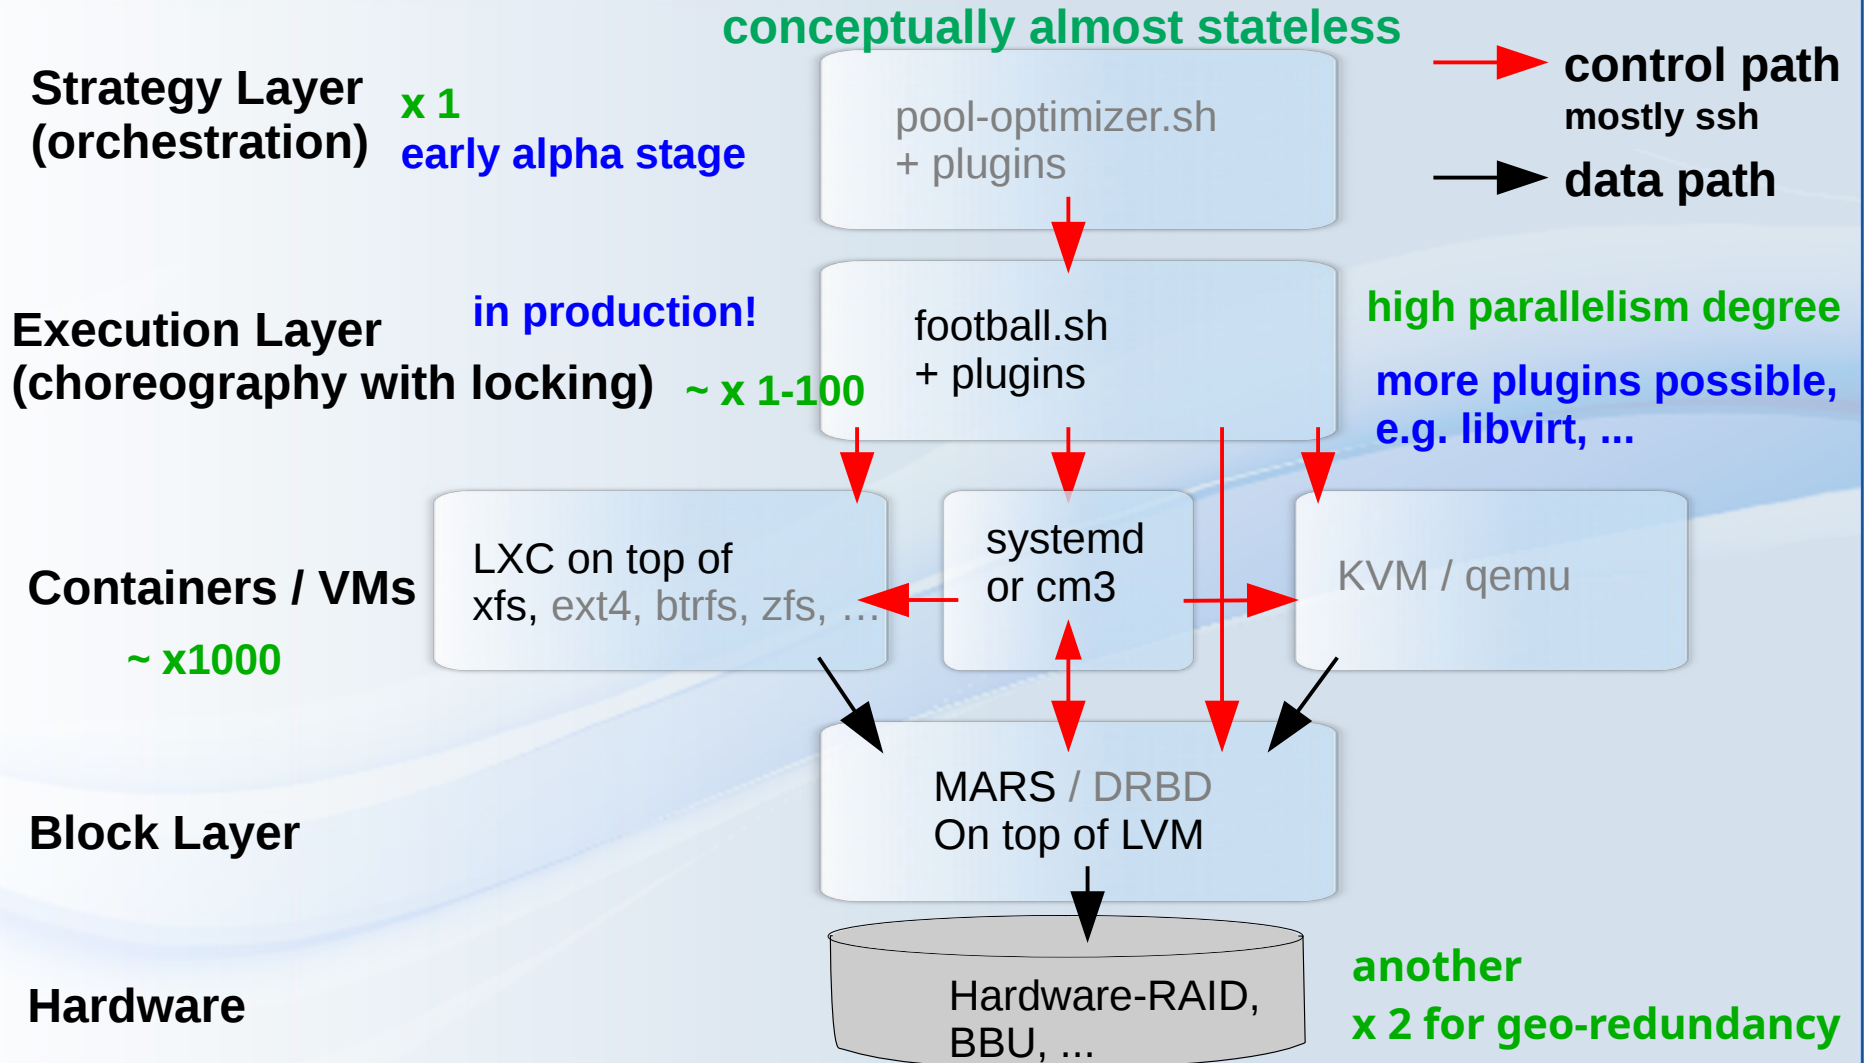 conceptually almost stateless
Strategy Layer
(orchestration)
x 1
early alpha stage
pool-optimizer.sh
+ plugins
control path
mostly ssh
data path
Execution Layer
(choreography with locking)
in production!
~ x 1-100
football.sh
+ plugins
high parallelism degree
more plugins possible,
e.g. libvirt, ...
Containers / VMs
~ x1000
LXC on top of
xfs, ext4, btrfs, zfs, ...
systemd
or cm3
KVM / qemu
Block Layer
MARS / DRBD
On top of LVM
Hardware
Hardware-RAID,
BBU, ...
another
x 2 for geo-redundancy